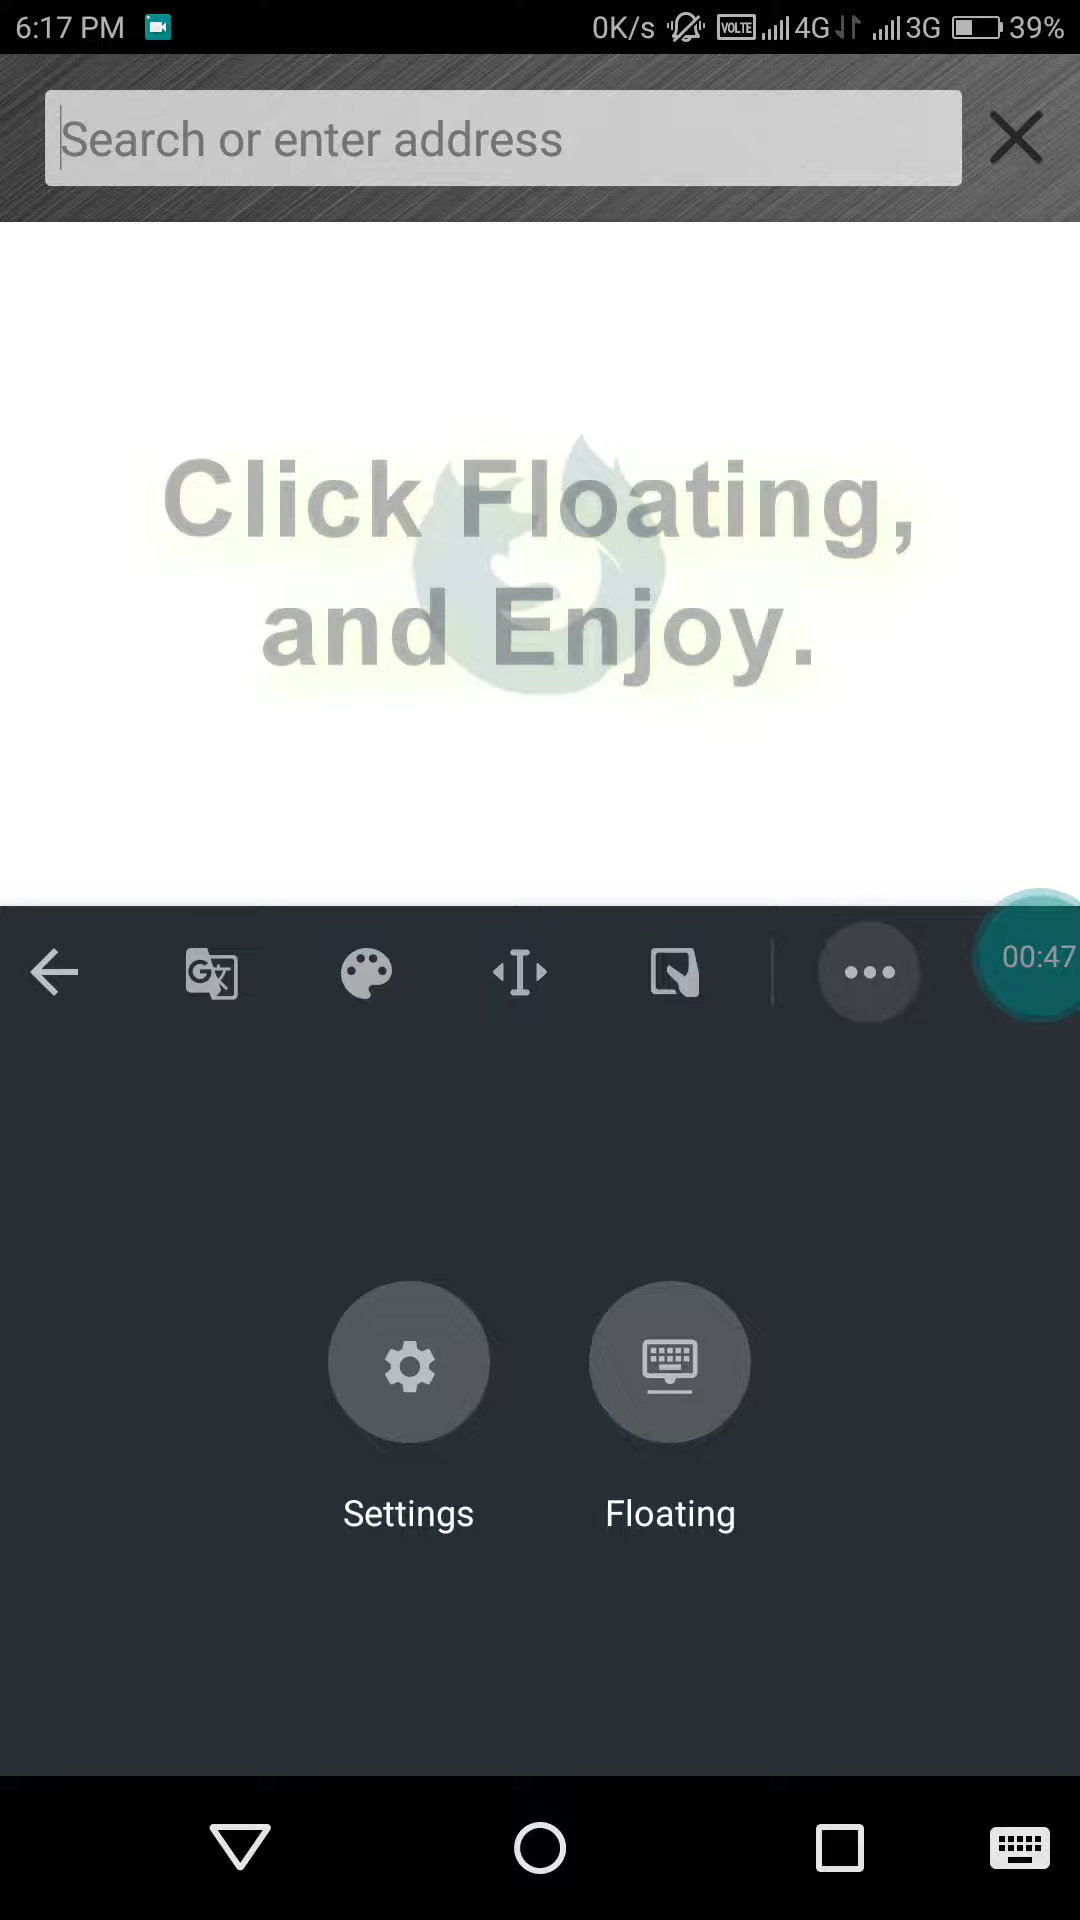 6:17 PM 0K/s VOLTE 4G 3G 39%
Search or enter address
Click Floating,
and Enjoy.
G 00:47
Settings Floating